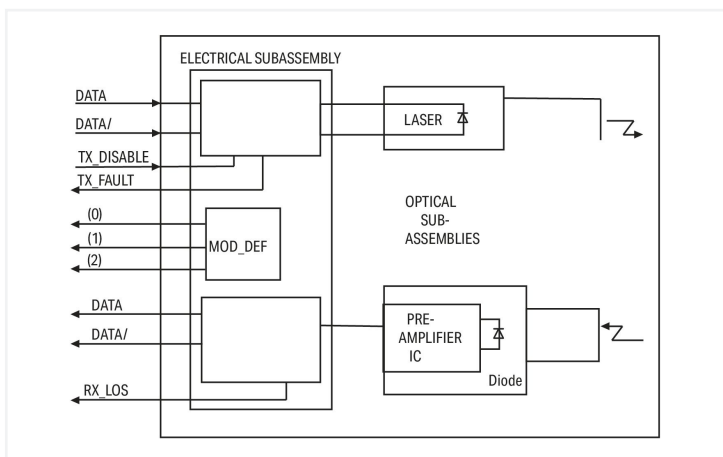 ELECTRICAL SUBASSEMBLY
DATA
DATA/
TX_DISABLE
TX_FAULT
LASER
(0)
(1)
(2)
MOD_DEF
OPTICAL
SUB-
ASSEMBLIES
DATA
DATA/
RX_LOS
PRE-
AMPLIFIER
IC
Diode